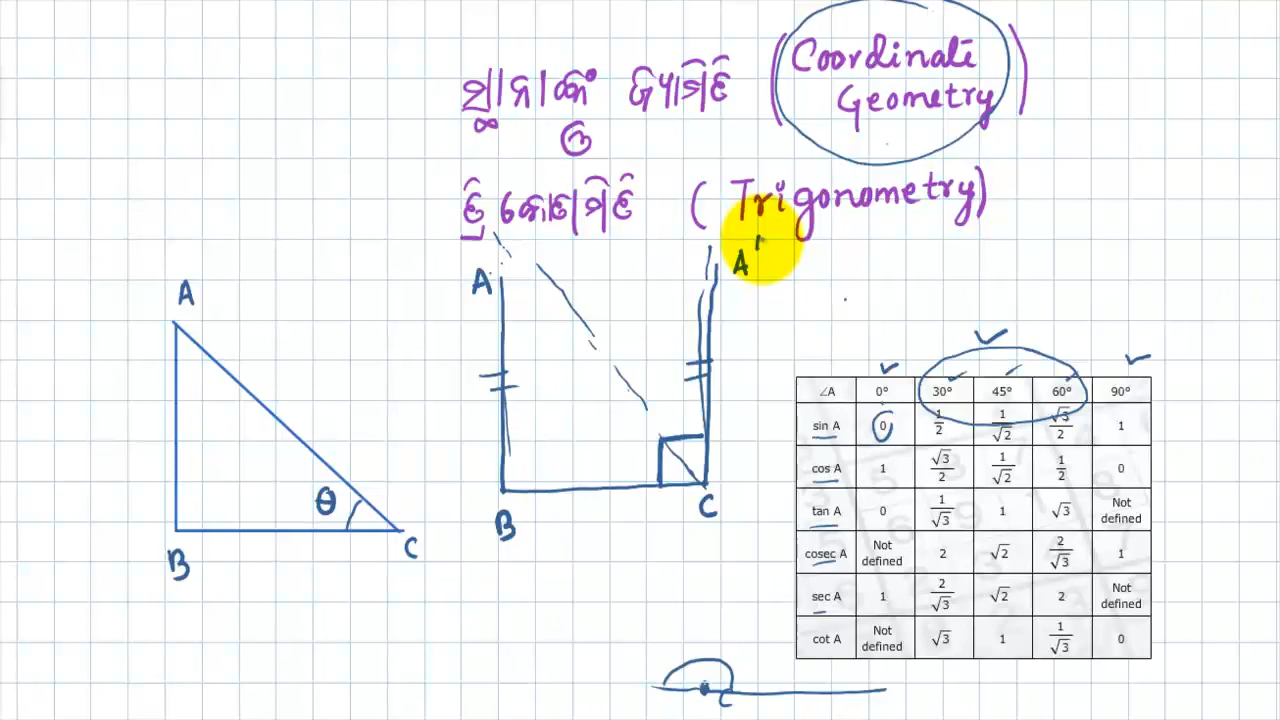 ସ୍ଥାନାଙ୍କ ଜ୍ୟାମିତି (Coordinate
Geometry)
ଓ
ତ୍ରିକୋଣମିତି (Trigonometry)
A
B
C
θ
A
B
C
A'
∠A 0° 30° 45° 60° 90°
sin A 0 1/2 1/√2 √3/2 1
cos A 1 √3/2 1/√2 1/2 0
tan A 0 1/√3 1 √3 Not defined
cosec A Not defined 2 √2 2/√3 1
sec A 1 2/√3 √2 2 Not defined
cot A Not defined √3 1 1/√3 0
C